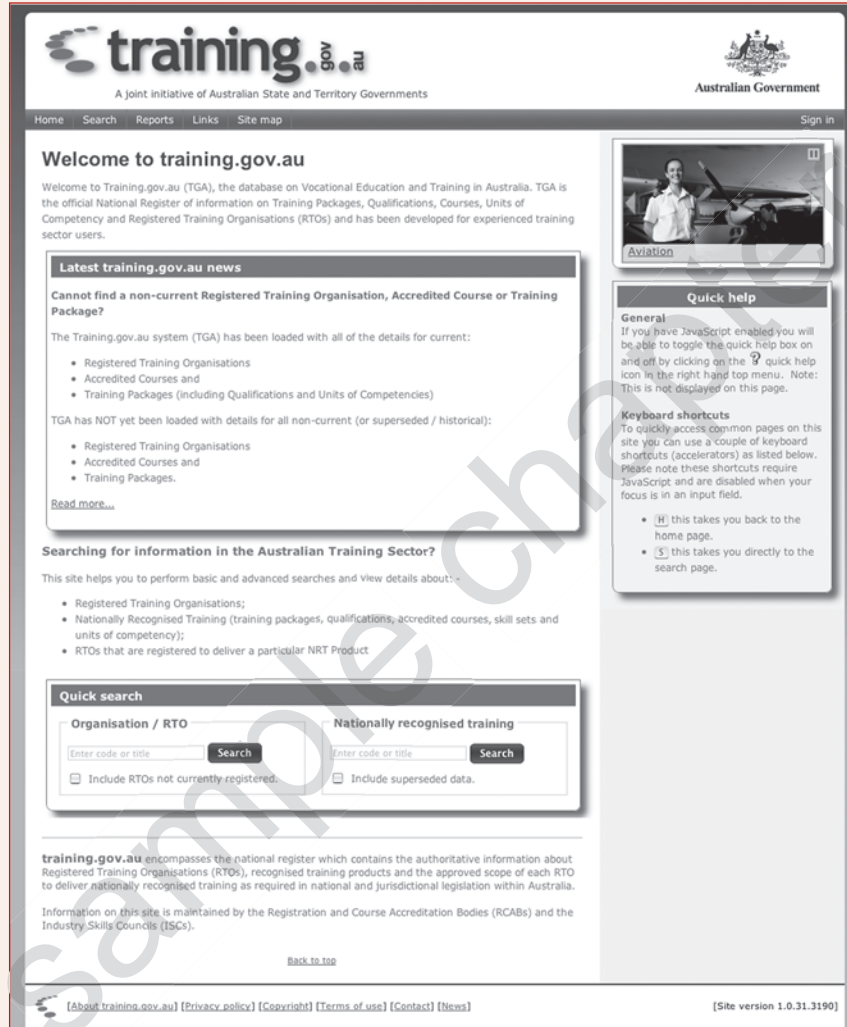 training.gov.au
A joint initiative of Australian State and Territory Governments
Australian Government
Home Search Reports Links Site map Sign in
Welcome to training.gov.au
Welcome to Training.gov.au (TGA), the database on Vocational Education and Training in Australia. TGA is
the official National Register of information on Training Packages, Qualifications, Courses, Units of
Competency and Registered Training Organisations (RTOs) and has been developed for experienced training
sector users.
Latest training.gov.au news
Cannot find a non-current Registered Training Organisation, Accredited Course or Training
Package?
The Training.gov.au system (TGA) has been loaded with all of the details for current:
• Registered Training Organisations
• Accredited Courses and
• Training Packages (including Qualifications and Units of Competencies)
TGA has NOT yet been loaded with details for all non-current (or superseded / historical):
• Registered Training Organisations
• Accredited Courses and
• Training Packages.
Read more...
Searching for information in the Australian Training Sector?
This site helps you to perform basic and advanced searches and view details about: -
• Registered Training Organisations;
• Nationally Recognised Training (training packages, qualifications, accredited courses, skill sets and
units of competency);
• RTOs that are registered to deliver a particular NRT Product
Quick search
Organisation / RTO
Enter code or title Search
Include RTOs not currently registered.
Nationally recognised training
Enter code or title Search
Include superseded data.
training.gov.au encompasses the national register which contains the authoritative information about
Registered Training Organisations (RTOs), recognised training products and the approved scope of each RTO
to deliver nationally recognised training as required in national and jurisdictional legislation within Australia.
Information on this site is maintained by the Registration and Course Accreditation Bodies (RCABs) and the
Industry Skills Councils (ISCs).
Back to top
Aviation
Quick help
General
If you have JavaScript enabled you will
be able to toggle the quick help box on
and off by clicking on the ? quick help
icon in the right hand top menu. Note:
This is not displayed on this page.
Keyboard shortcuts
To quickly access common pages on this
site you can use a couple of keyboard
shortcuts (accelerators) as listed below.
Please note these shortcuts require
JavaScript and are disabled when your
focus is in an input field.
• H this takes you back to the
home page.
• S this takes you directly to the
search page.
[About training.gov.au] [Privacy policy] [Copyright] [Terms of use] [Contact] [News] [Site version 1.0.31.3190]
sample chapter